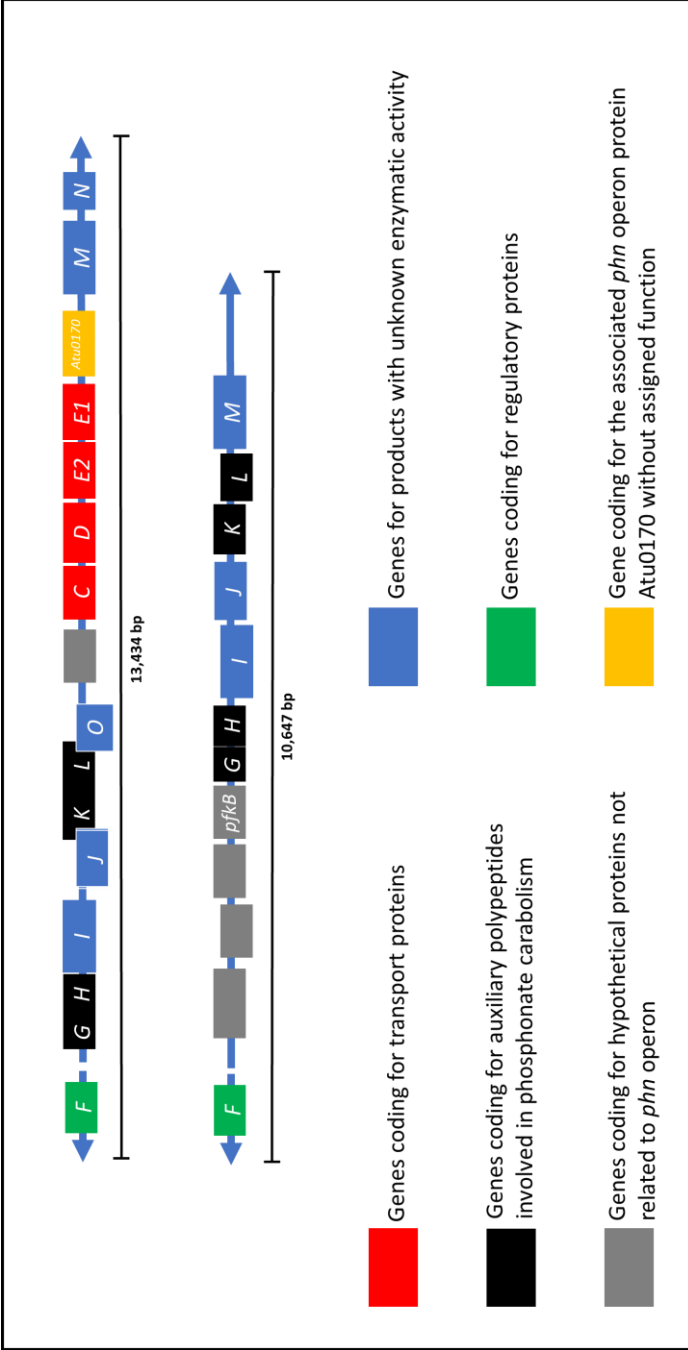 F G H I J K L O C D E2 E1 Atu0170 M N
13,434 bp
F pfkB G H I J K L M
10,647 bp
Genes coding for transport proteins
Genes for products with unknown enzymatic activity
Genes coding for auxiliary polypeptides
involved in phosphonate carabolism
Genes coding for regulatory proteins
Genes coding for hypothetical proteins not
related to phn operon
Gene coding for the associated phn operon protein
Atu0170 without assigned function